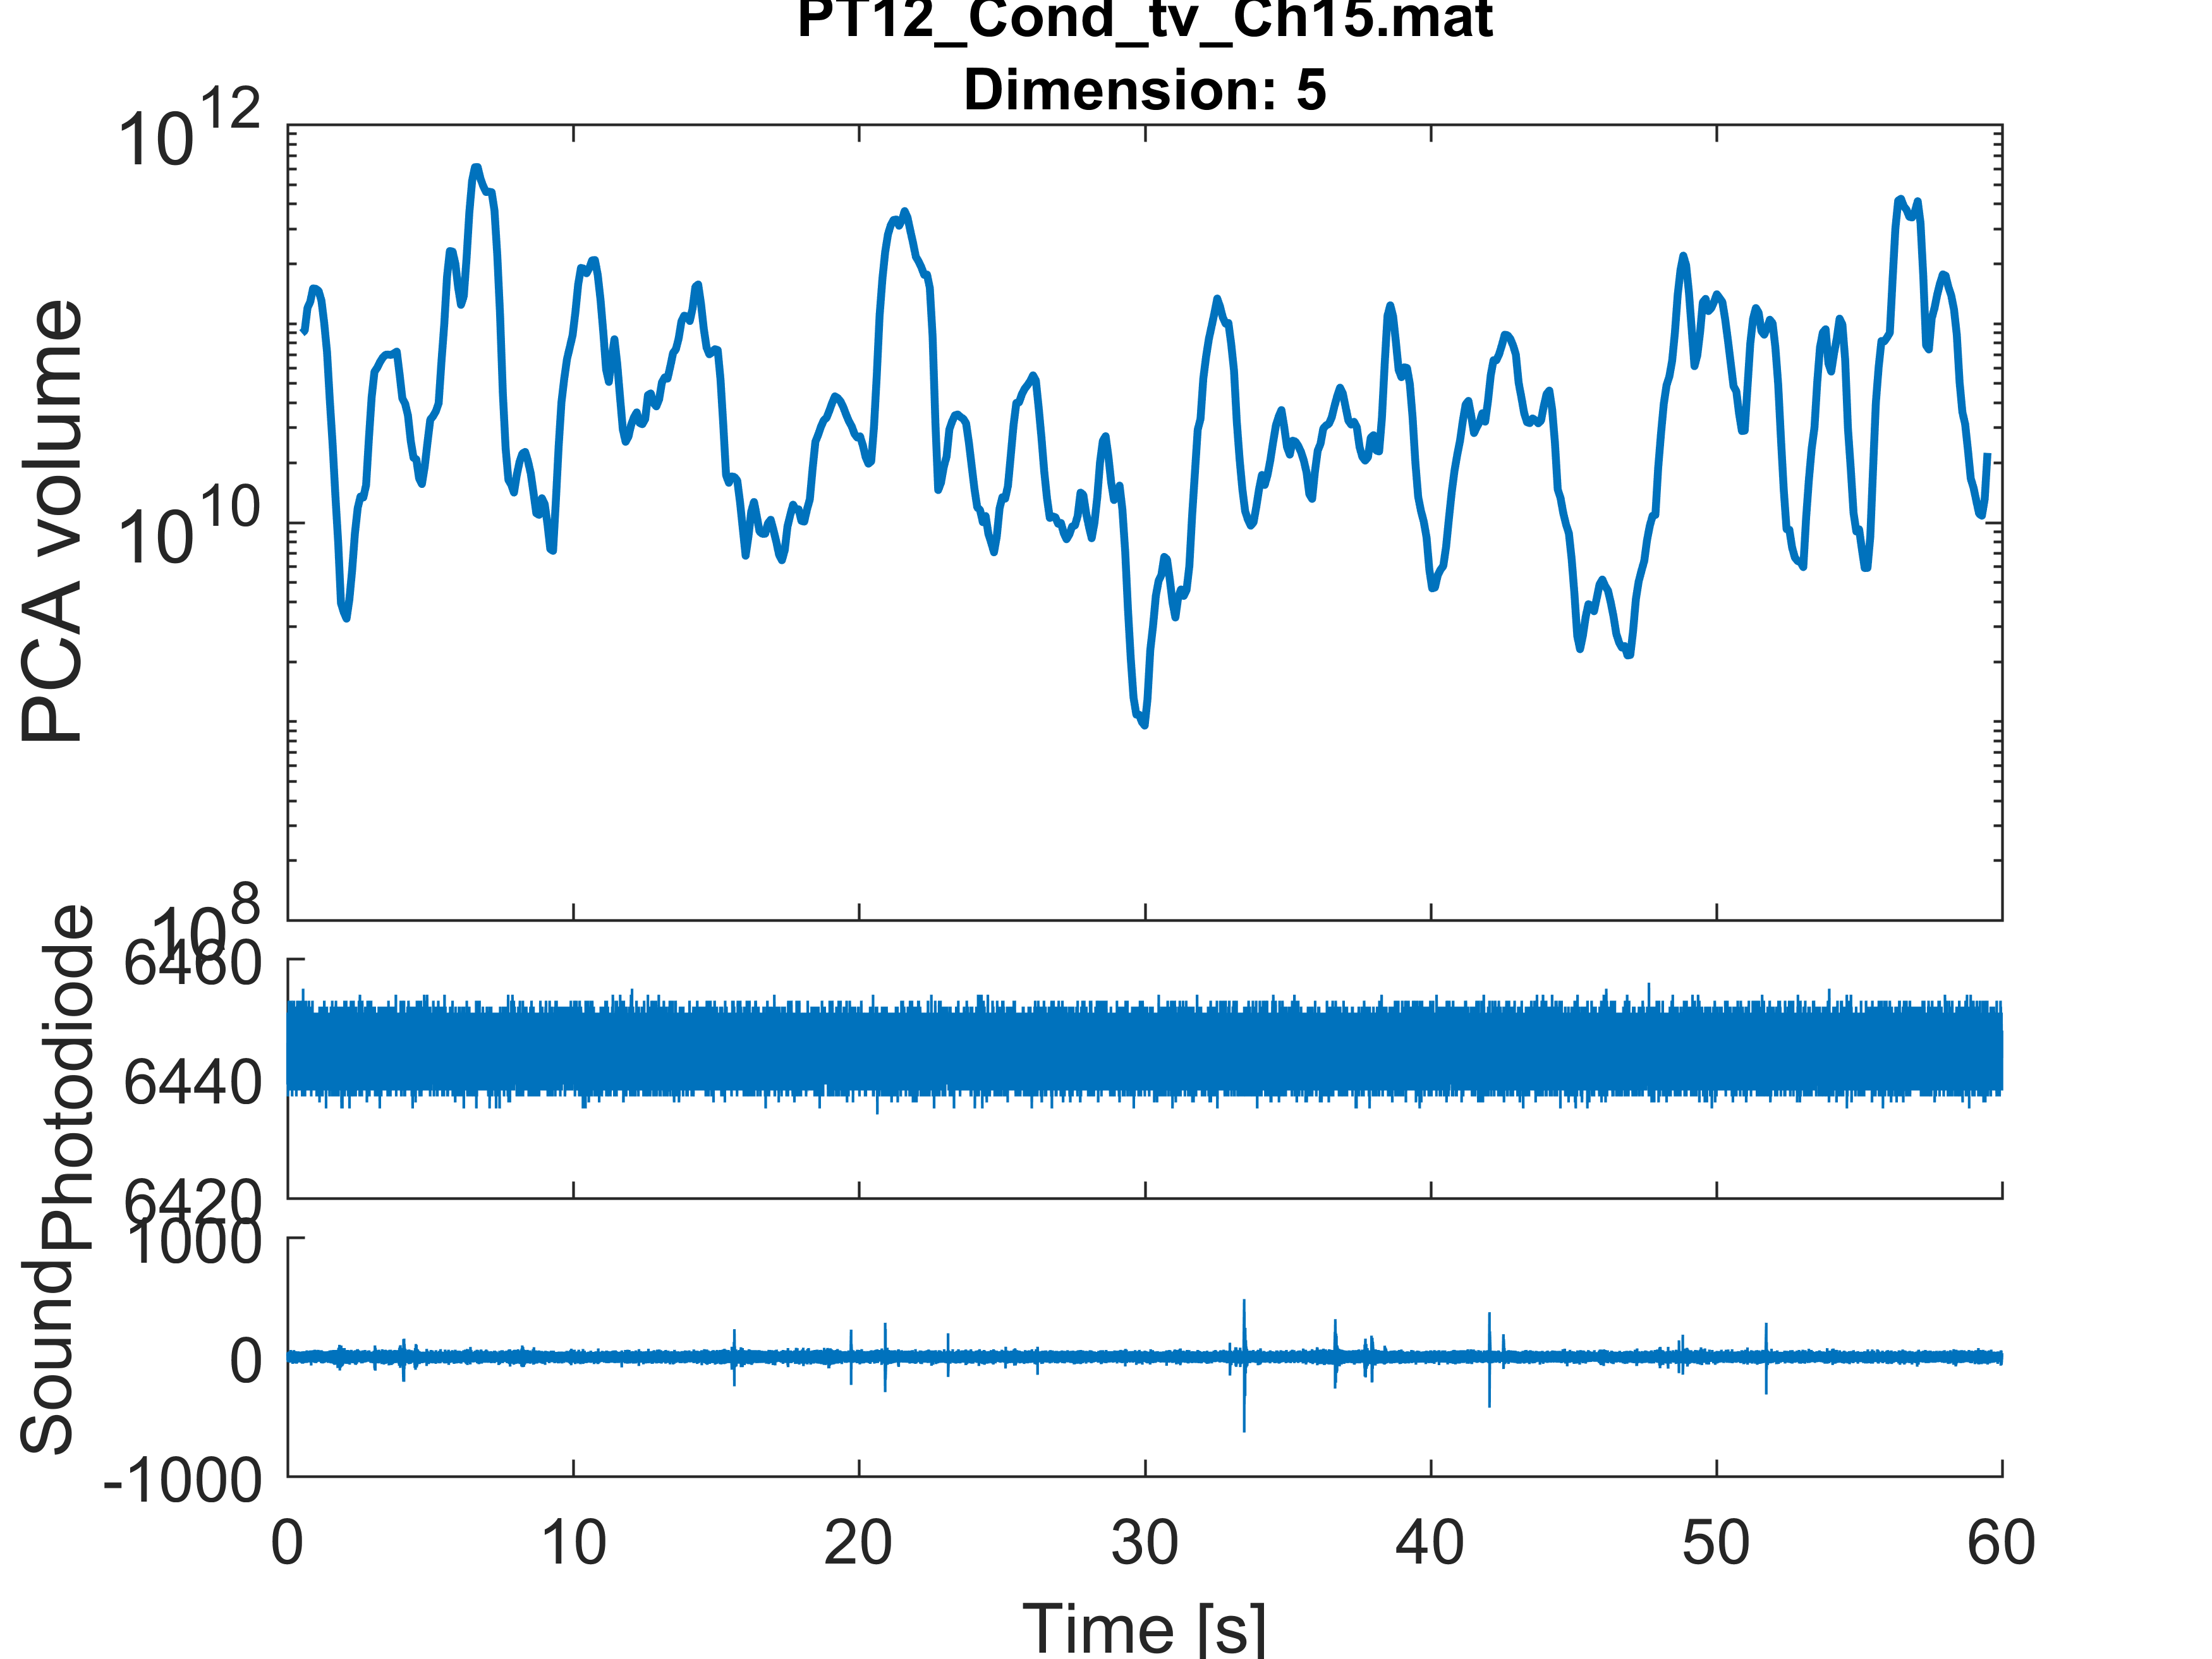 PT12_Cond_tv_Ch15.mat
Dimension: 5
PCA volume
10^12
10^10
10^8
Photodiode
6460
6440
6420
Sound
1000
0
-1000
0 10 20 30 40 50 60
Time [s]